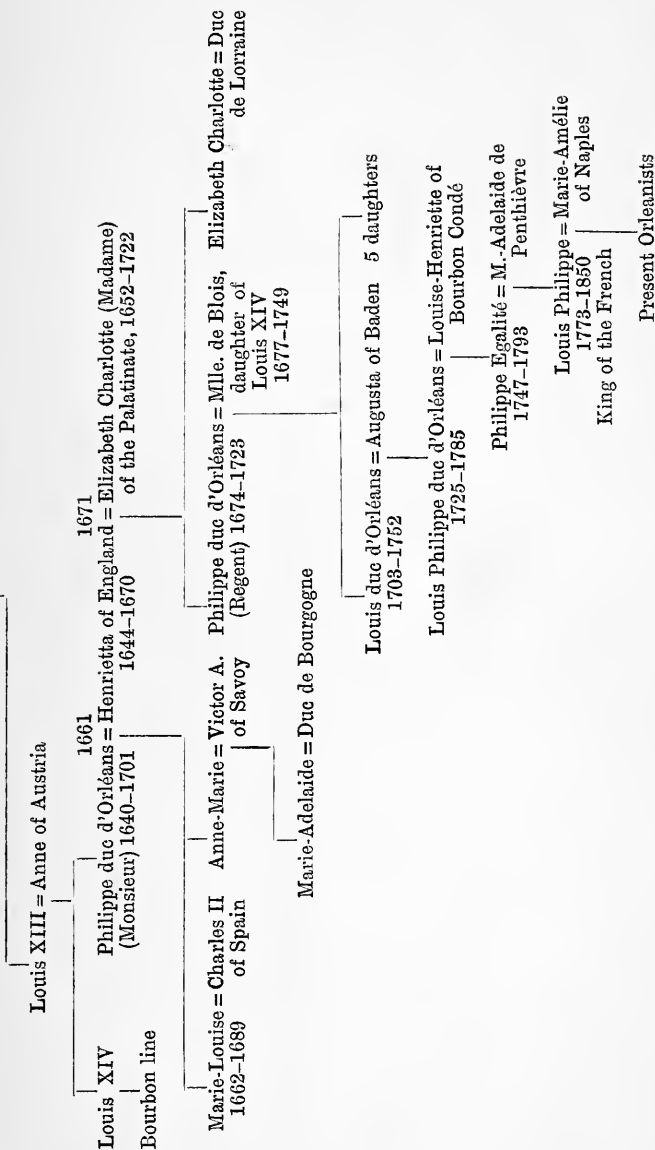 Louis XIII = Anne of Austria
1661 1671
Louis XIV Philippe duc d'Orléans = Henrietta of England = Elizabeth Charlotte (Madame)
(Monsieur) 1640–1701 1644–1670 of the Palatinate, 1652–1722
Bourbon line
Marie-Louise = Charles II Anne-Marie = Victor A. Philippe duc d'Orléans = Mlle. de Blois, Elizabeth Charlotte = Duc
1662–1689 of Spain of Savoy (Regent) 1674–1723 daughter of de Lorraine
Louis XIV
1677–1749
Marie-Adelaide = Duc de Bourgogne
Louis duc d'Orléans = Augusta of Baden 5 daughters
1703–1752
Louis Philippe duc d'Orléans = Louise-Henriette of
1725–1785 Bourbon Condé
Philippe Egalité = M.-Adelaide de
1747–1793 Penthièvre
Louis Philippe = Marie-Amélie
1773–1850 of Naples
King of the French
Present Orleanists